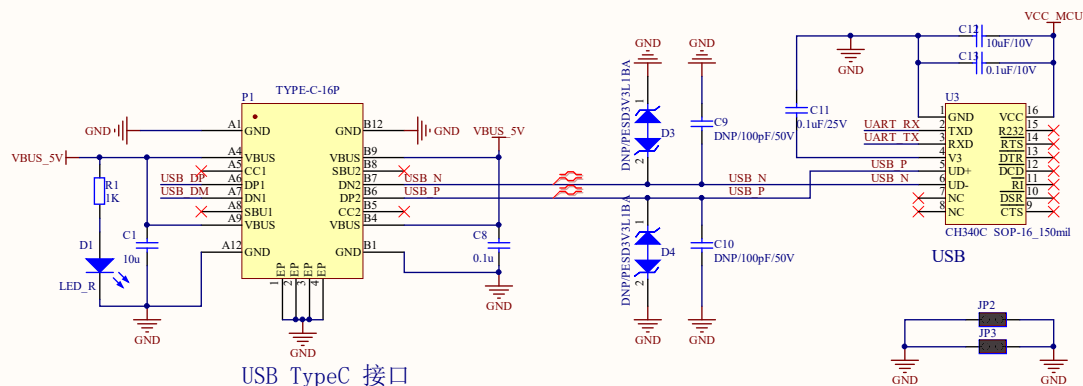 VCC_MCU
GND GND C12
10uF/10V
GND C13
0.1uF/10V
TYPE-C-16P
P1
DNP/PESD3V3L1BA
1
2
D3
C9
DNP/100pF/50V
C11
0.1uF/25V
U3
1 GND VCC 16
UART_RX 2 TXD R232 15
UART_TX 3 RXD RTS 14
4 V3 DTR 13
USB_P 5 UD+ DCD 12
USB_N 6 UD- RI 11
7 NC DSR 10
8 NC CTS 9
CH340C SOP-16_150mil
USB
GND A1 GND GND B12 GND
VBUS_5V
VBUS_5V A4 VBUS VBUS B9
A5 CC1 SBU2 B8
USB_DP A6 DP1 DN2 B7 USB_N USB_N
USB_DM A7 DN1 DP2 B6 USB_P USB_P
A8 SBU1 CC2 B5
A9 VBUS VBUS B4
A12 GND GND B1
R1
1K
D1
LED_R
C1
10u
C8
0.1u
EP EP EP EP
1 2 3 4
DNP/PESD3V3L1BA
1
2
D4
C10
DNP/100pF/50V
GND GND GND GND GND
JP2
JP3
GND GND
USB TypeC 接口